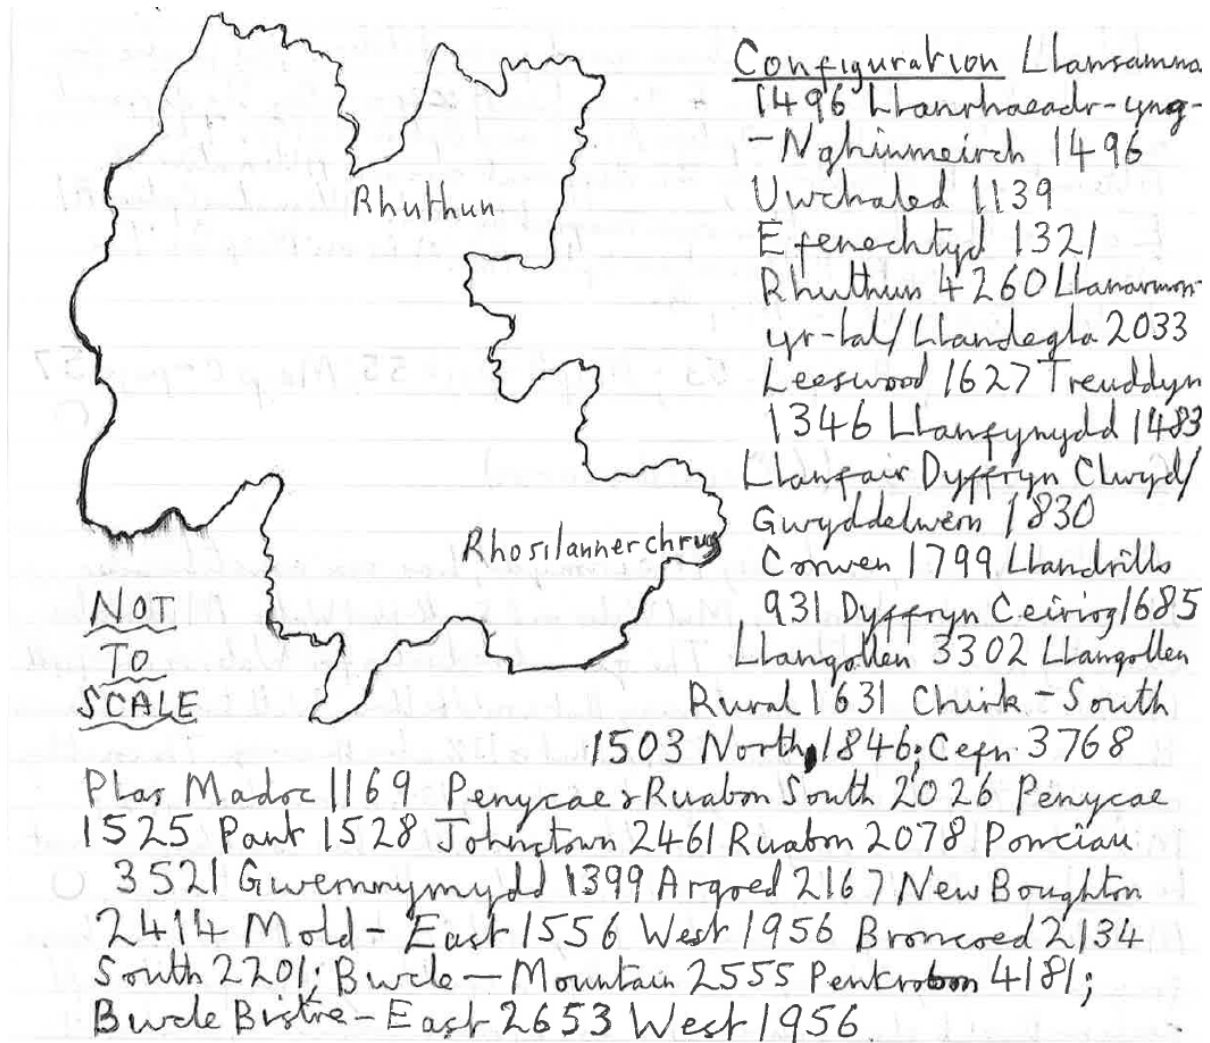 Configuration Llansanna
1496 Llanrhaeadr-yng-
-Nghinmeirch 1496
Uwchaled 1139
Efenechtyd 1321
Rhuthun 4260 Llanarmon-
yr-Ial/Llandegla 2033
Leeswood 1627 Treuddyn
1346 Llanfynydd 1483
Llanfair Dyffryn Clwyd/
Gwyddelwern 1830
Corwen 1799 Llandrillo
931 Dyffryn Ceiriog 1685
Llangollen 3302 Llangollen
Rural 1631 Chirk - South
1503 North, 1846; Cefn 3768
Plas Madoc 1169 Penycae & Ruabon South 2026 Penycae
1525 Pant 1528 Johnstown 2461 Ruabon 2078 Ponciau
3521 Gwernymynydd 1399 Argoed 2167 New Boughton
2414 Mold - East 1556 West 1956 Broncoed 2134
South 2201; Bwcle - Mountain 2555 Pentrobin 4181;
Bwcle Bistre - East 2653 West 1956.
Rhuthun
Rhosllannerchrug
NOT
TO
SCALE